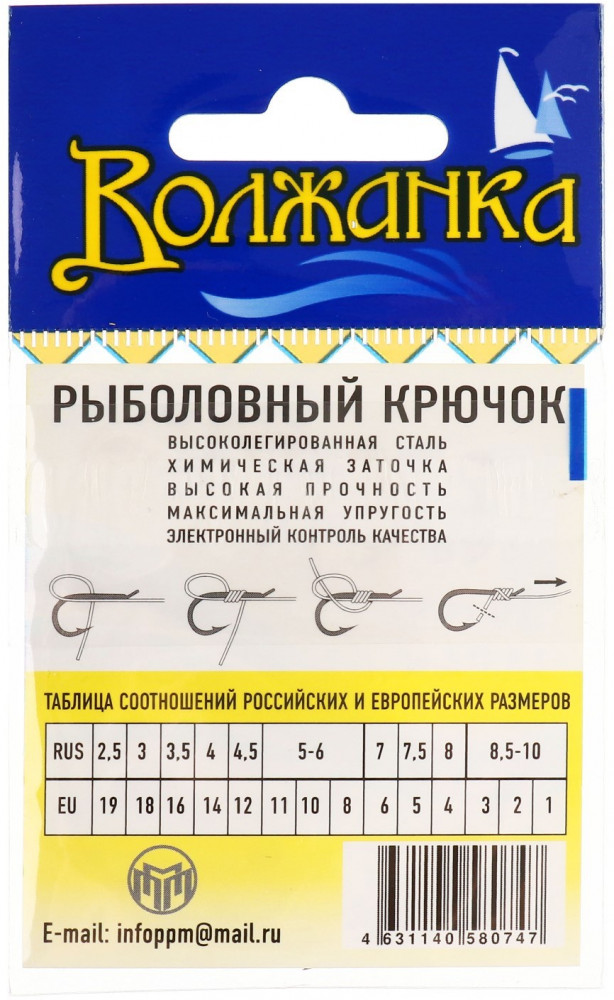 Волжанка
РЫБОЛОВНЫЙ КРЮЧОК
ВЫСОКОЛЕГИРОВАННАЯ СТАЛЬ
ХИМИЧЕСКАЯ ЗАТОЧКА
ВЫСОКАЯ ПРОЧНОСТЬ
МАКСИМАЛЬНАЯ УПРУГОСТЬ
ЭЛЕКТРОННЫЙ КОНТРОЛЬ КАЧЕСТВА
ТАБЛИЦА СООТНОШЕНИЙ РОССИЙСКИХ И ЕВРОПЕЙСКИХ РАЗМЕРОВ
RUS 2,5 3 3,5 4 4,5 5-6 7 7,5 8 8,5-10
EU 19 18 16 14 12 11 10 8 6 5 4 3 2 1
E-mail: infoppm@mail.ru
4 631140 580747